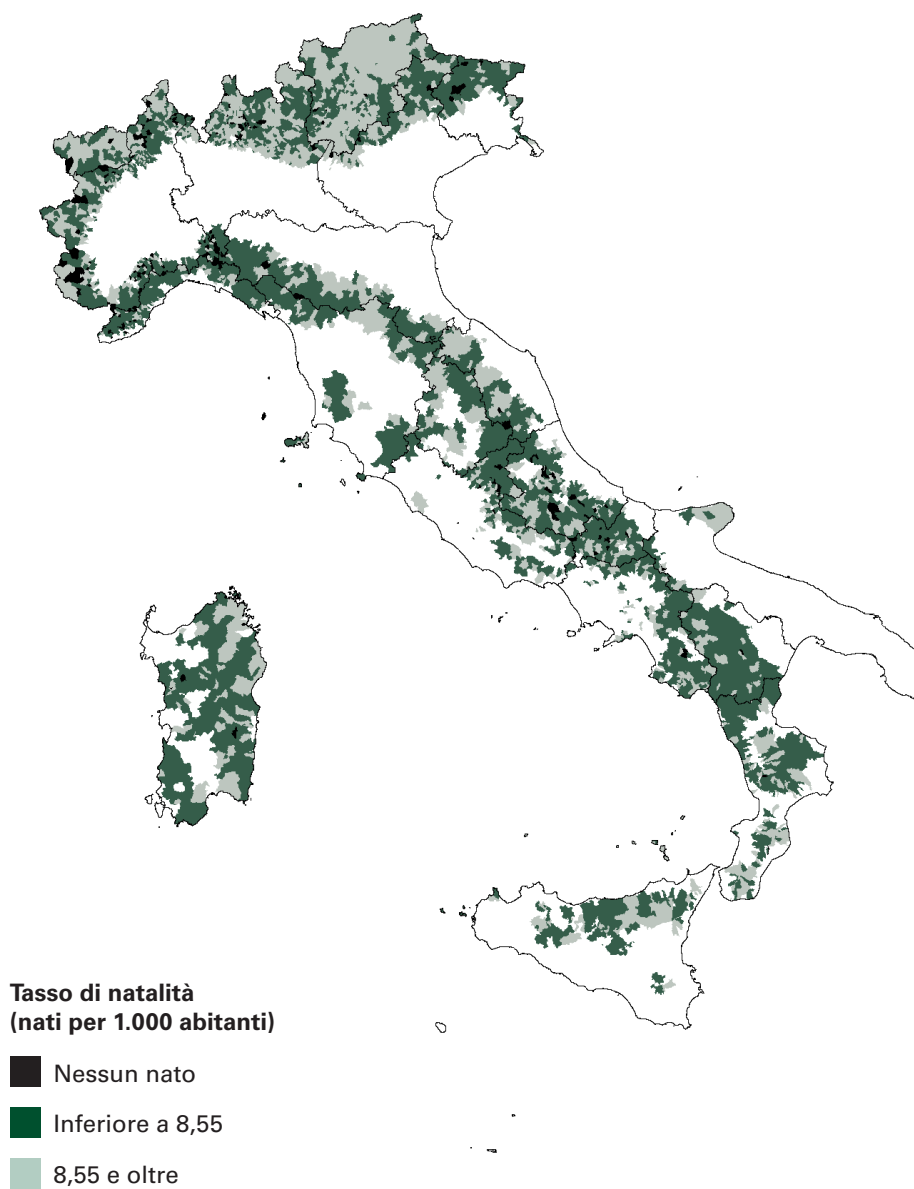 Tasso di natalità
(nati per 1.000 abitanti)
Nessun nato
Inferiore a 8,55
8,55 e oltre